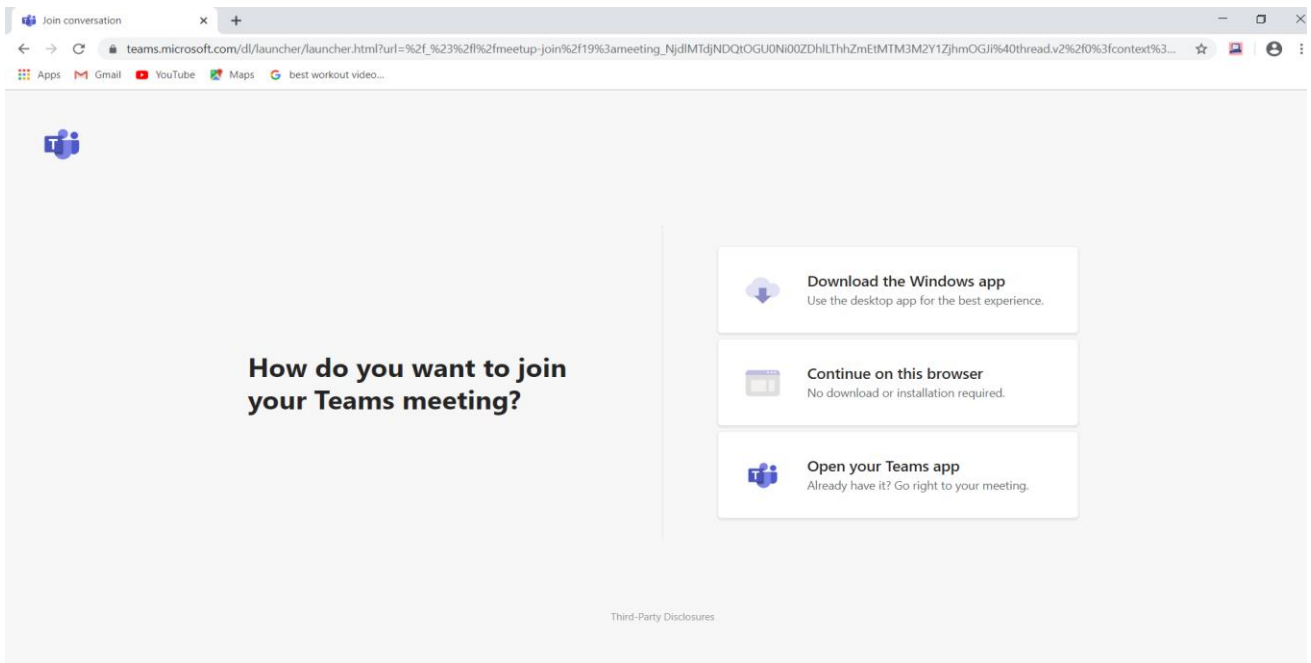 Join conversation
teams.microsoft.com/dl/launcher/launcher.html?url=%2f_%23%2fl%2fmeetup-join%2f19%3ameeting_NjdlMTdjNDQtOGU0Ni00ZDhlLThhZmEtMTM3M2Y1ZjhmOGJi%40thread.v2%2f0%3fcontext%3...
Apps Gmail YouTube Maps G best workout video...
T
Download the Windows app
Use the desktop app for the best experience.
How do you want to join
your Teams meeting?
Continue on this browser
No download or installation required.
T
Open your Teams app
Already have it? Go right to your meeting.
Third-Party Disclosures